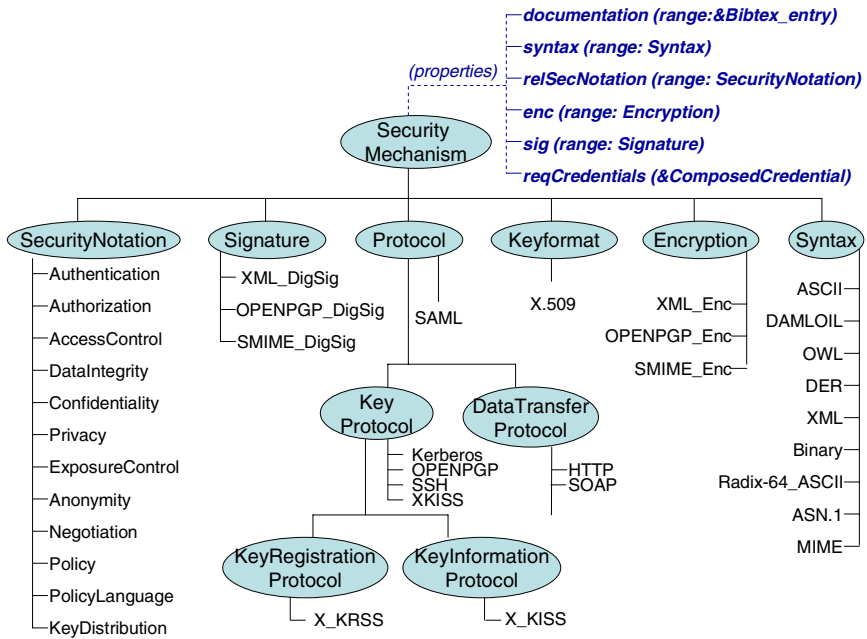 documentation (range:&Bibtex_entry)
syntax (range: Syntax)
(properties)
relSecNotation (range: SecurityNotation)
enc (range: Encryption)
sig (range: Signature)
reqCredentials (&ComposedCredential)
Security
Mechanism
SecurityNotation
Signature
Protocol
Keyformat
Encryption
Syntax
Authentication
Authorization
AccessControl
DataIntegrity
Confidentiality
Privacy
ExposureControl
Anonymity
Negotiation
Policy
PolicyLanguage
KeyDistribution
XML_DigSig
OPENPGP_DigSig
SMIME_DigSig
SAML
X.509
XML_Enc
OPENPGP_Enc
SMIME_Enc
ASCII
DAMLOIL
OWL
DER
XML
Binary
Radix-64_ASCII
ASN.1
MIME
Key
Protocol
DataTransfer
Protocol
Kerberos
OPENPGP
SSH
XKISS
HTTP
SOAP
KeyRegistration
Protocol
KeyInformation
Protocol
X_KRSS
X_KISS